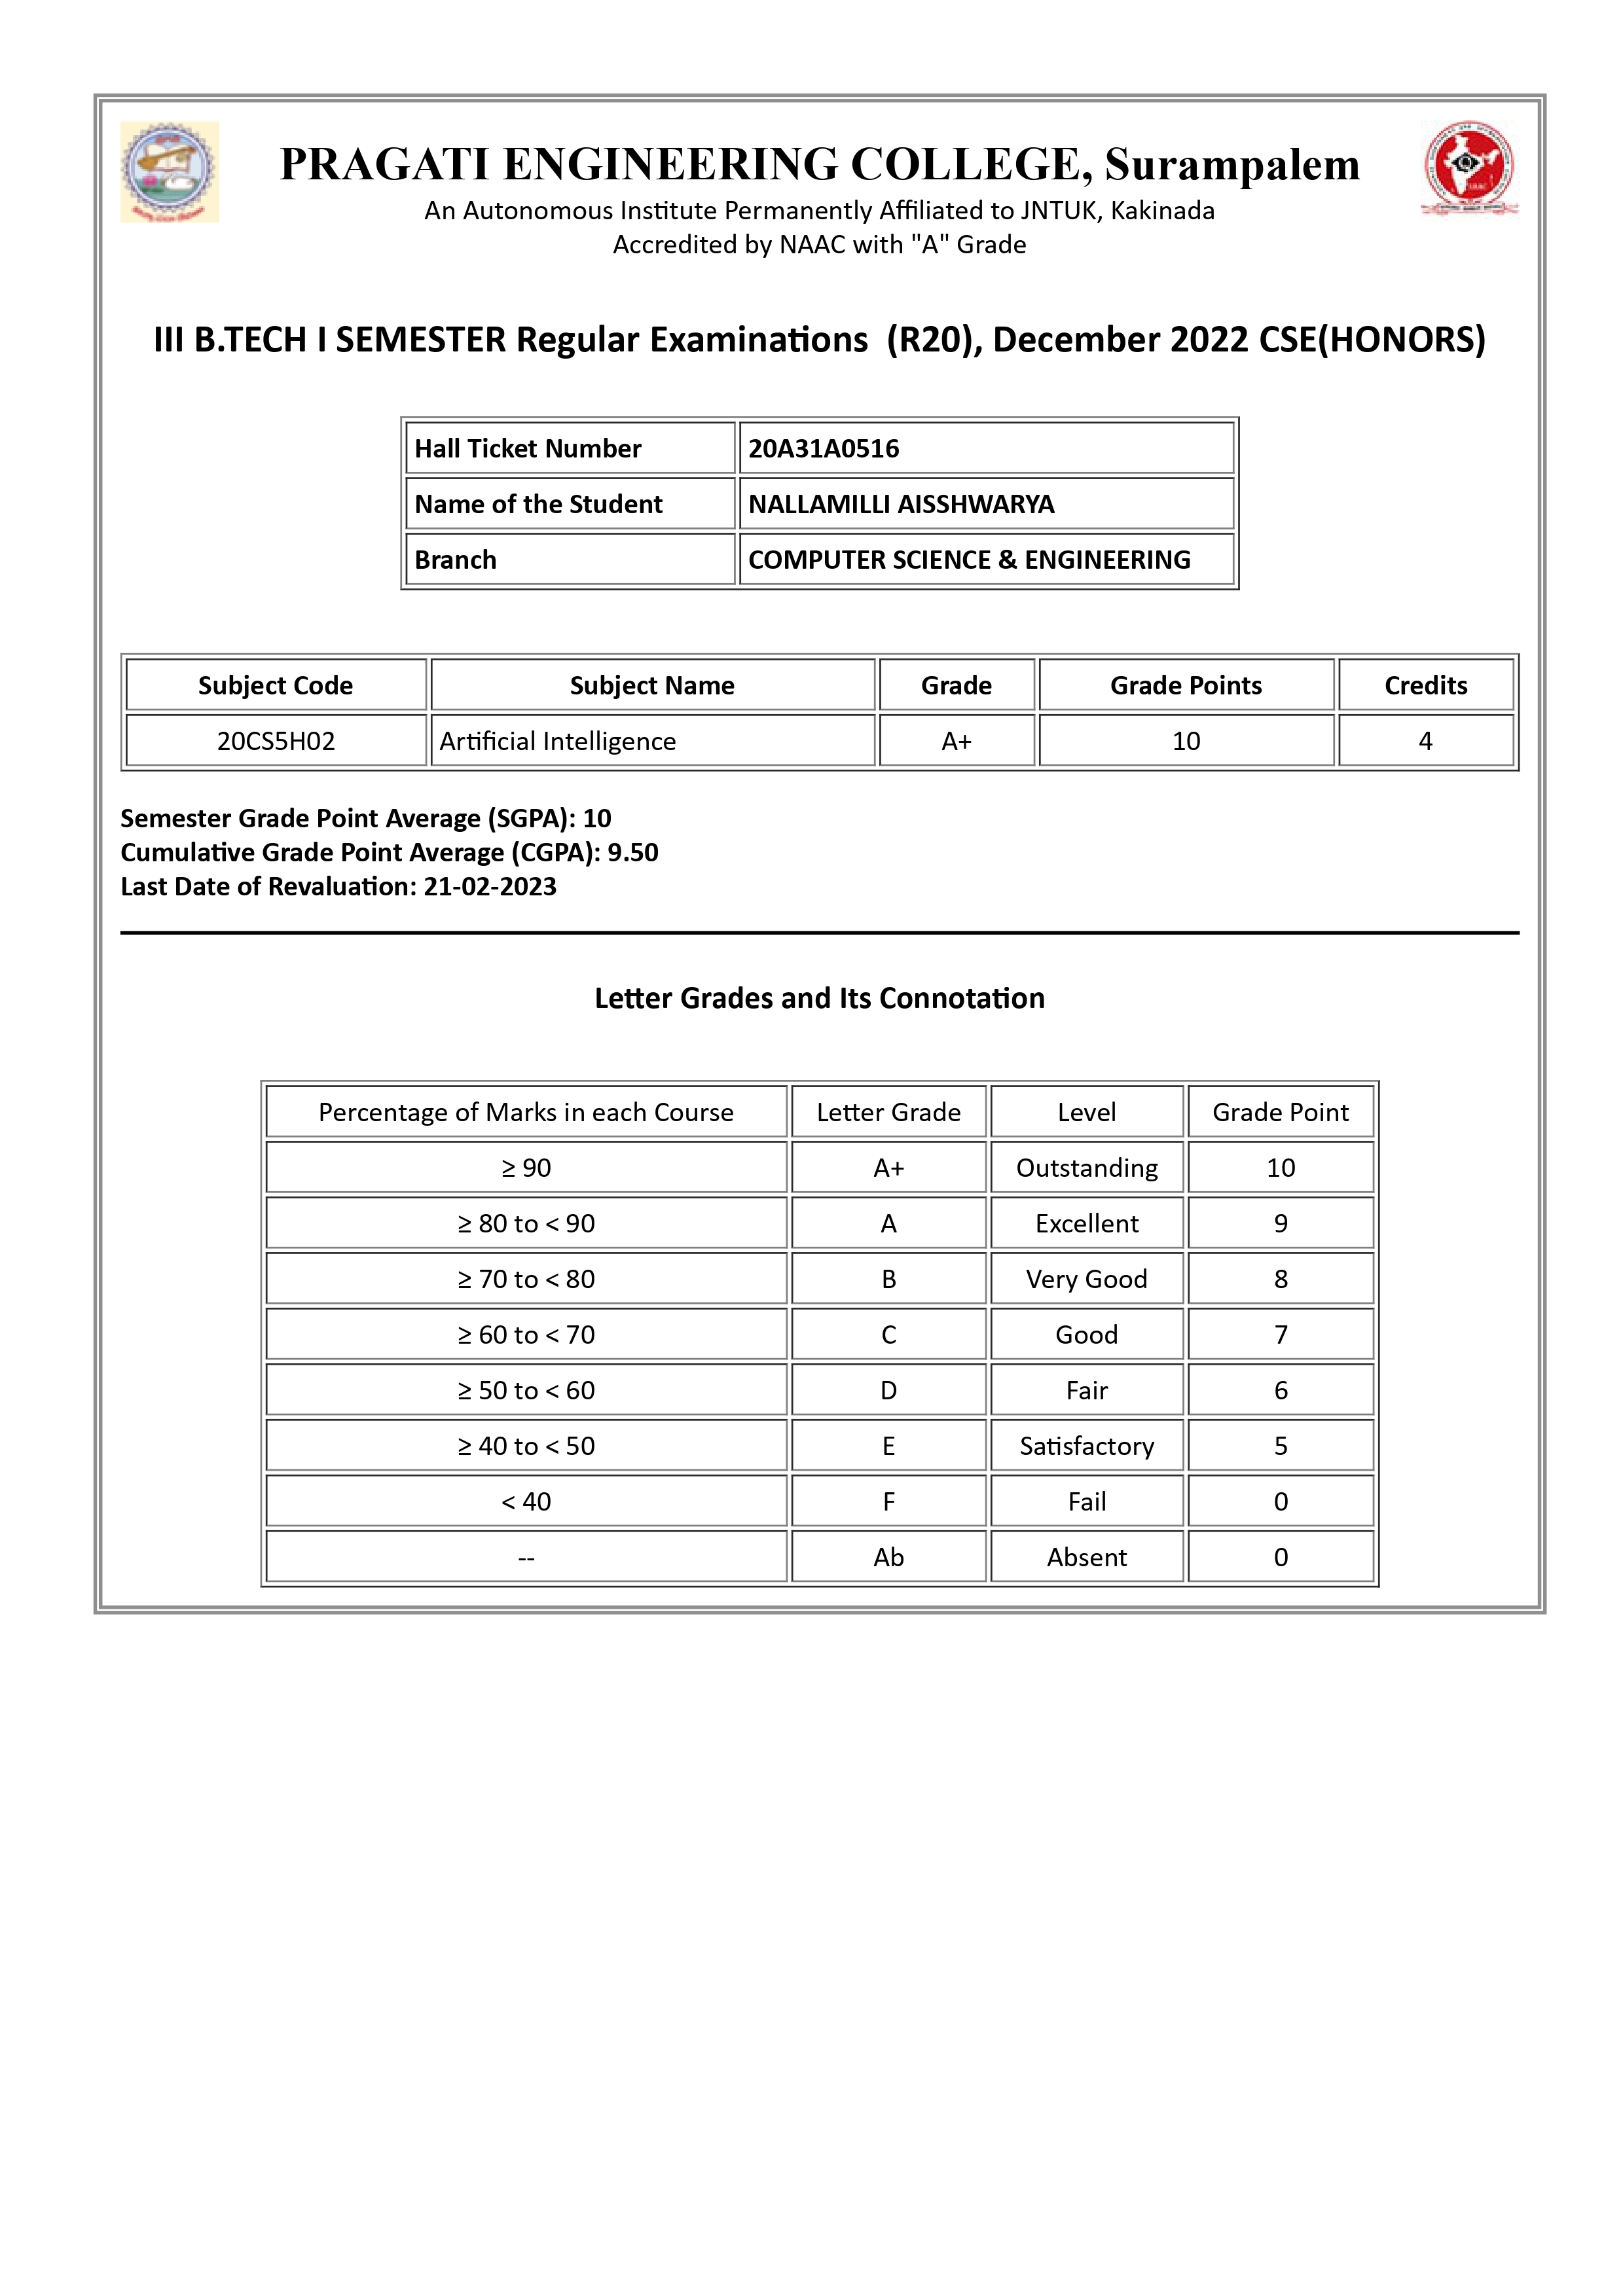 PRAGATI ENGINEERING COLLEGE, Surampalem
An Autonomous Institute Permanently Affiliated to JNTUK, Kakinada
Accredited by NAAC with "A" Grade
III B.TECH I SEMESTER Regular Examinations (R20), December 2022 CSE(HONORS)
Hall Ticket Number 20A31A0516
Name of the Student NALLAMILLI AISSHWARYA
Branch COMPUTER SCIENCE & ENGINEERING
Subject Code Subject Name Grade Grade Points Credits
20CS5H02 Artificial Intelligence A+ 10 4
Semester Grade Point Average (SGPA): 10
Cumulative Grade Point Average (CGPA): 9.50
Last Date of Revaluation: 21-02-2023
Letter Grades and Its Connotation
Percentage of Marks in each Course Letter Grade Level Grade Point
≥ 90 A+ Outstanding 10
≥ 80 to < 90 A Excellent 9
≥ 70 to < 80 B Very Good 8
≥ 60 to < 70 C Good 7
≥ 50 to < 60 D Fair 6
≥ 40 to < 50 E Satisfactory 5
< 40 F Fail 0
-- Ab Absent 0